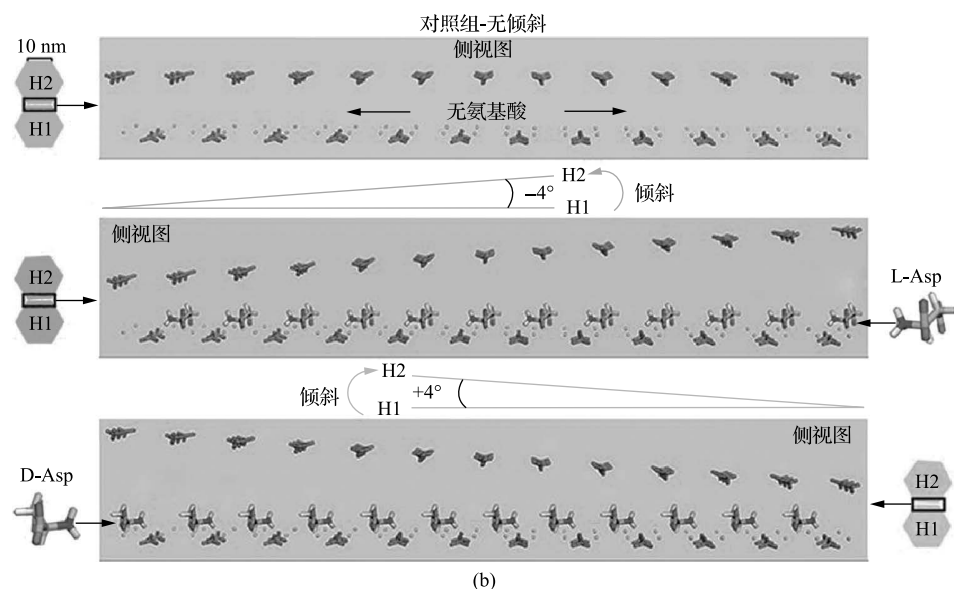 对照组-无倾斜
侧视图
10 nm
H2
H1
无氨基酸
H2
-4°
倾斜
H1
侧视图
H2
H1
L-Asp
H2
倾斜
+4°
H1
侧视图
D-Asp
H2
H1
(b)